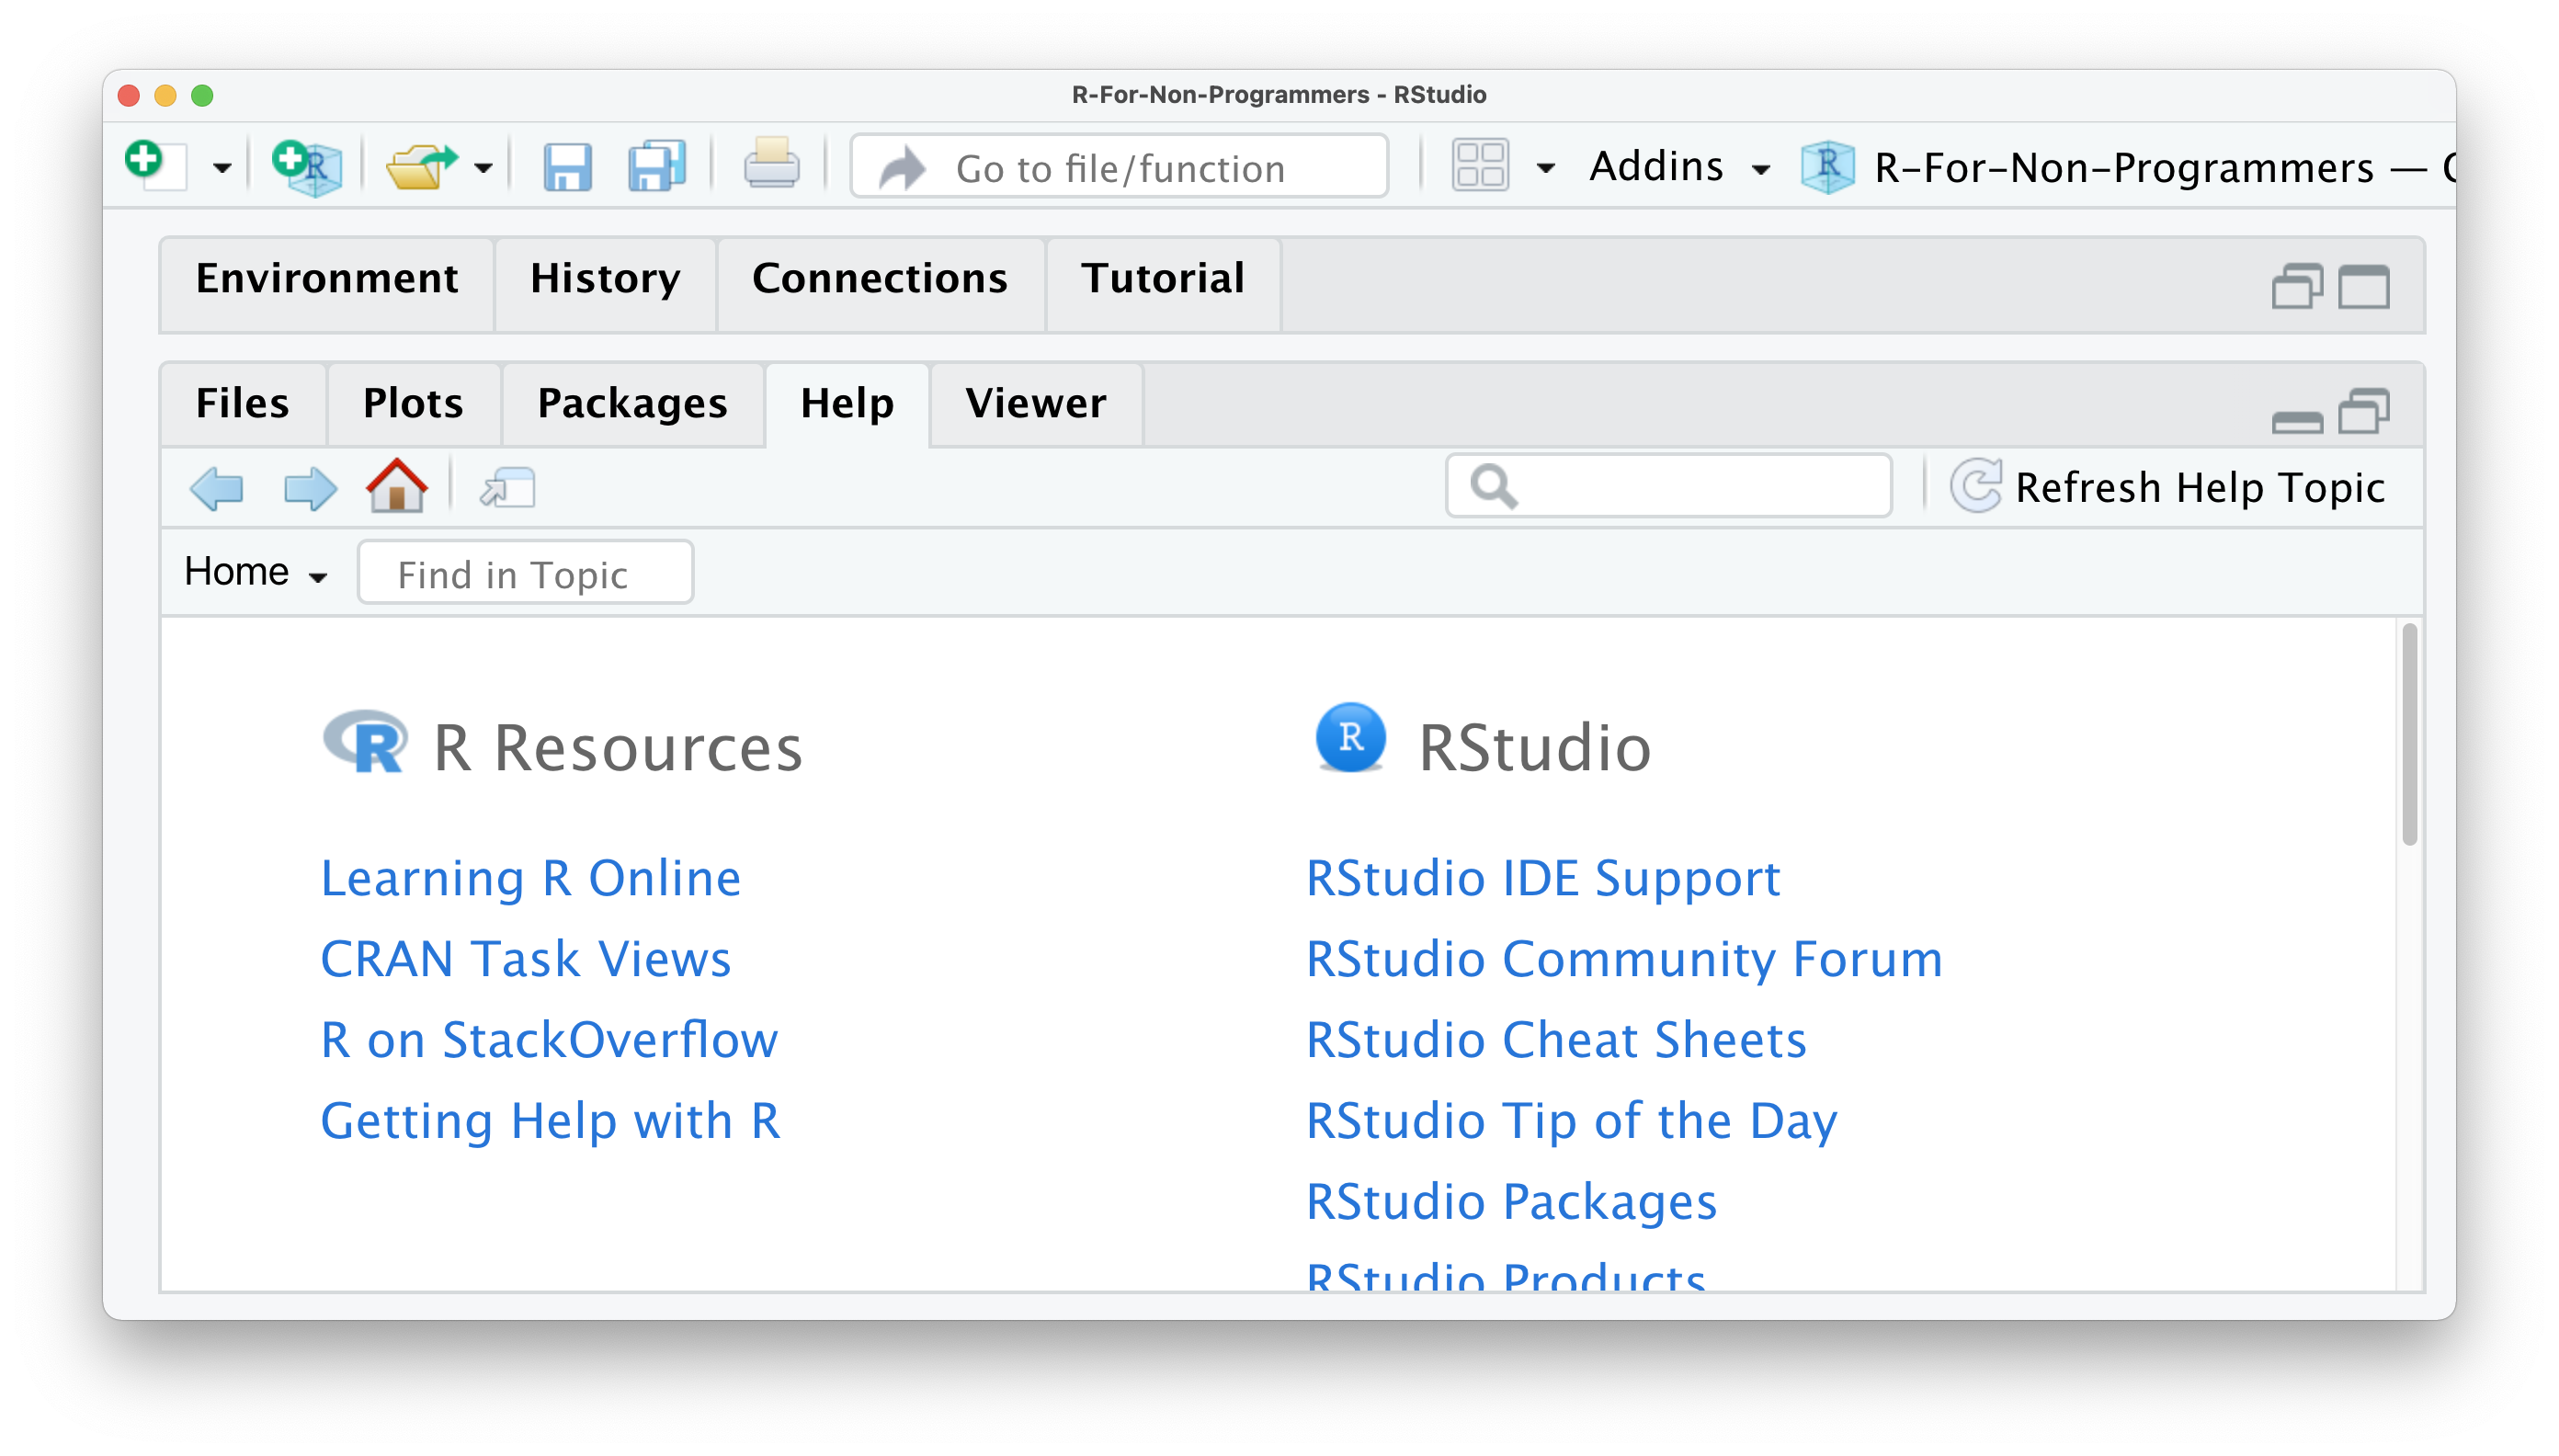 R-For-Non-Programmers - RStudio
Go to file/function Addins R-For-Non-Programmers —
Environment History Connections Tutorial
Files Plots Packages Help Viewer
Refresh Help Topic
Home Find in Topic
R Resources
Learning R Online
CRAN Task Views
R on StackOverflow
Getting Help with R
RStudio
RStudio IDE Support
RStudio Community Forum
RStudio Cheat Sheets
RStudio Tip of the Day
RStudio Packages
RStudio Products